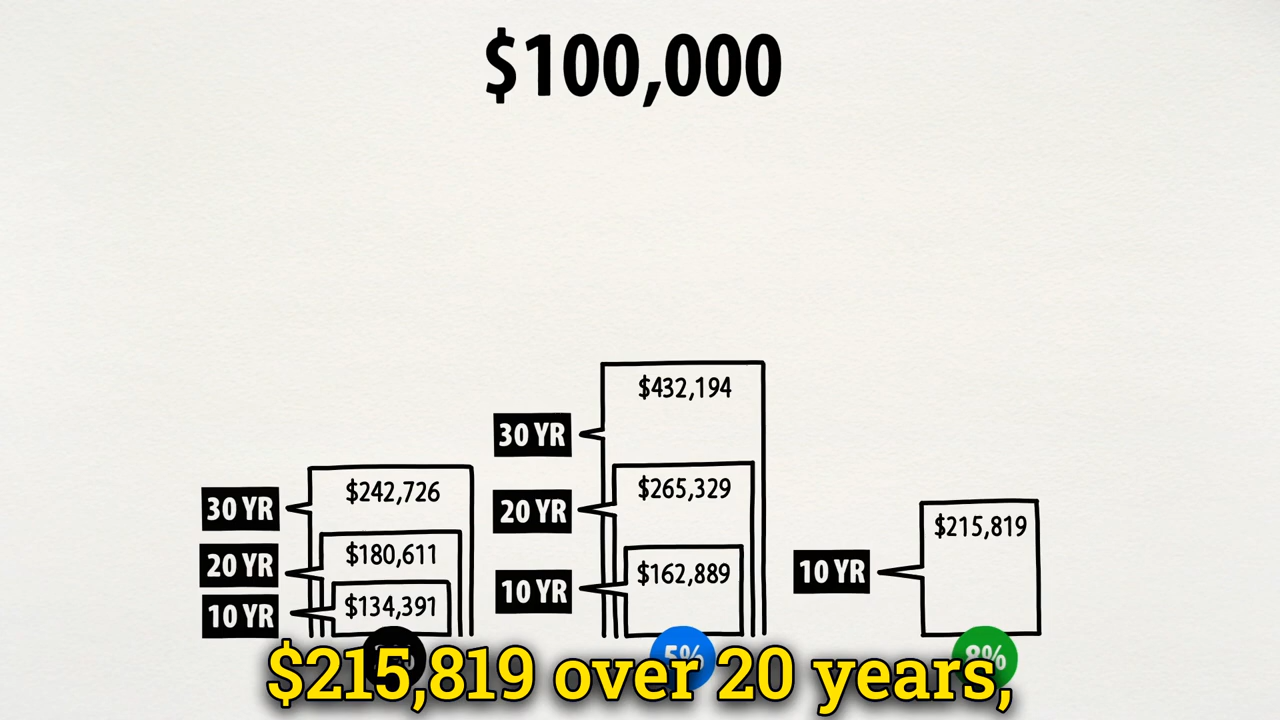 $100,000
$432,194
30 YR
$265,329
20 YR
$162,889
10 YR
5%
$242,726
30 YR
$180,611
20 YR
$134,391
10 YR
$215,819
10 YR
8%
$215,819 over 20 years,